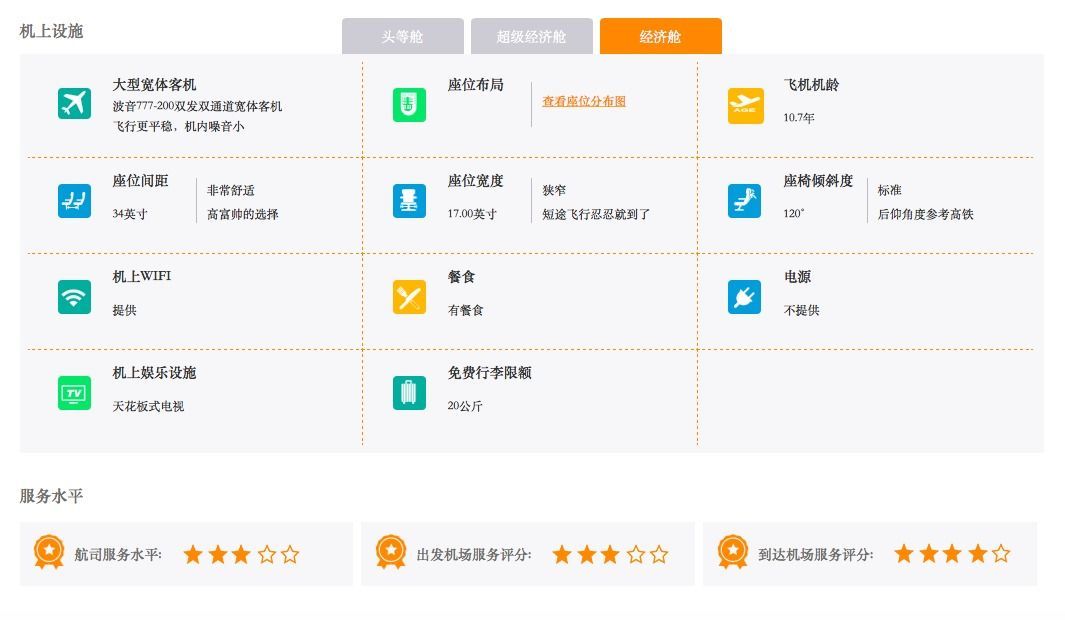 机上设施
头等舱
超级经济舱
经济舱
大型宽体客机
波音777-200双发双通道宽体客机
飞行更平稳，机内噪音小
座位布局
查看座位分布图
AGE
飞机机龄
10.7年
座位间距
34英寸
非常舒适
高富帅的选择
座位宽度
17.00英寸
狭窄
短途飞行忍忍就到了
座椅倾斜度
120°
标准
后仰角度参考高铁
机上WIFI
提供
餐食
有餐食
电源
不提供
TV
机上娱乐设施
天花板式电视
免费行李限额
20公斤
服务水平
航司服务水平:
出发机场服务评分:
到达机场服务评分: